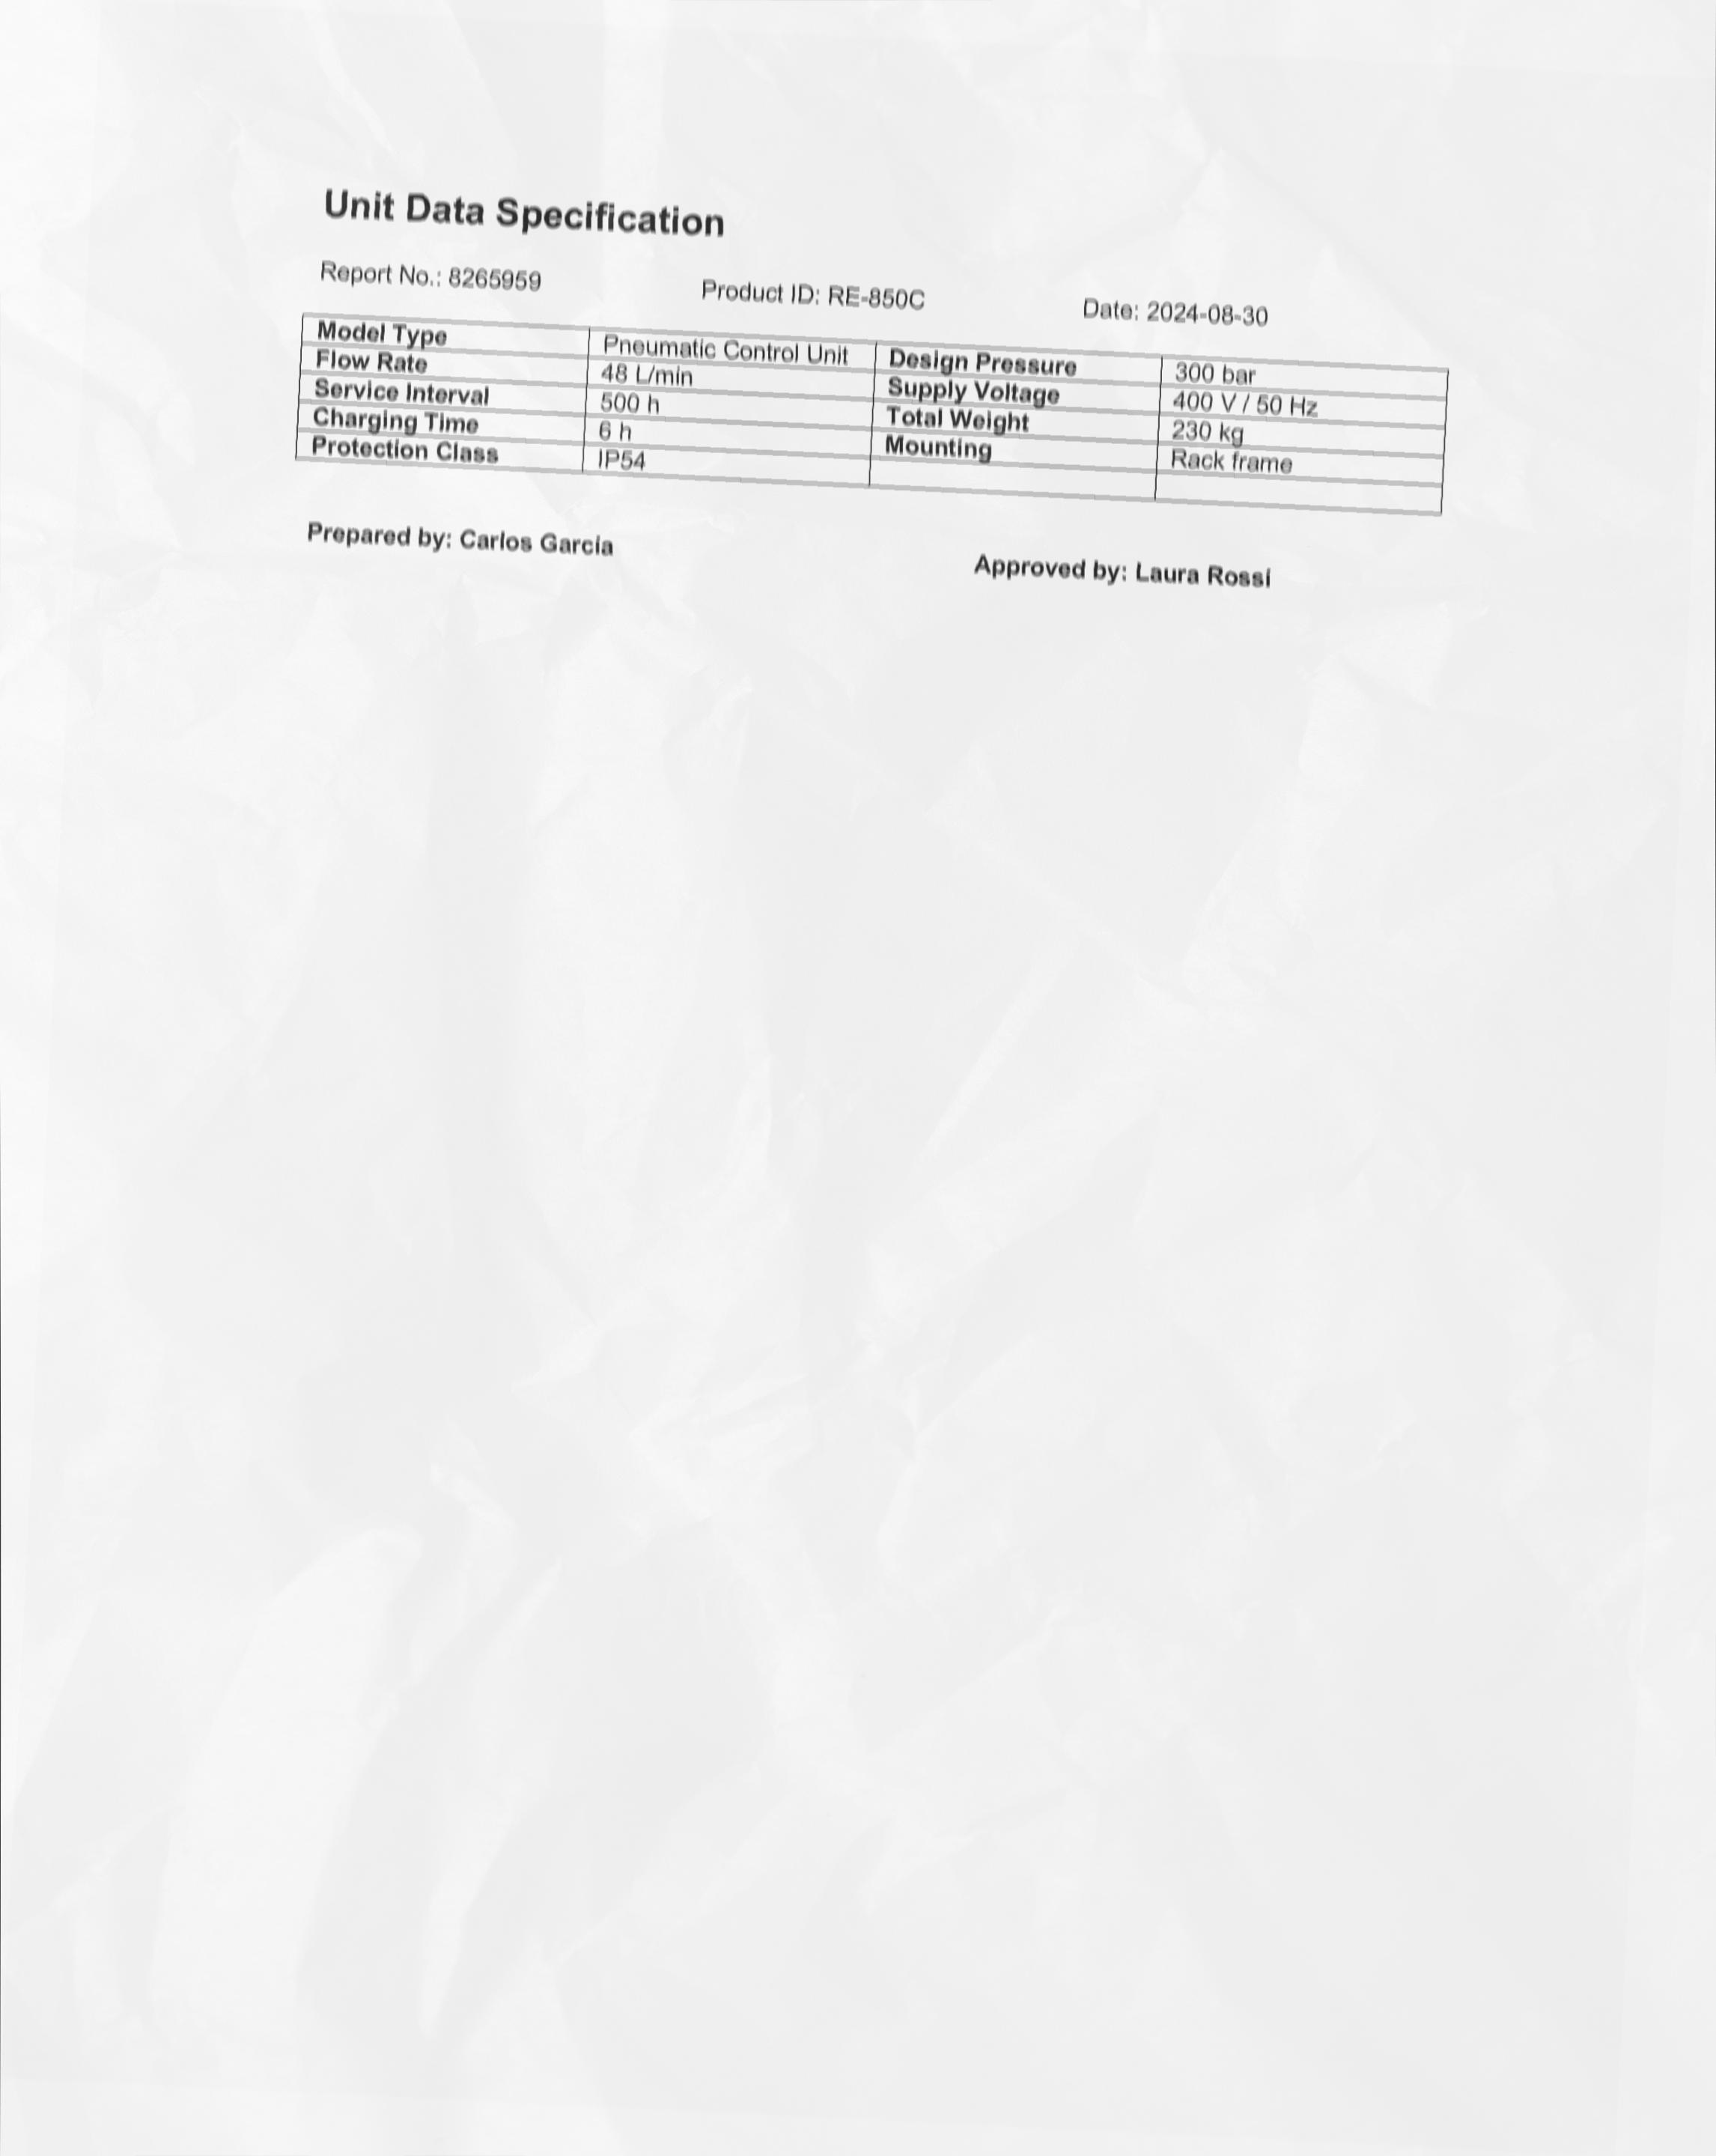 Unit Data Specification
Report No.: 8265959 Product ID: RE-850C Date: 2024-08-30
Model Type Pneumatic Control Unit Design Pressure 300 bar
Flow Rate 48 L/min Supply Voltage 400 V / 50 Hz
Service Interval 500 h Total Weight 230 kg
Charging Time 6 h Mounting Rack frame
Protection Class IP54
Prepared by: Carlos Garcia Approved by: Laura Rossi